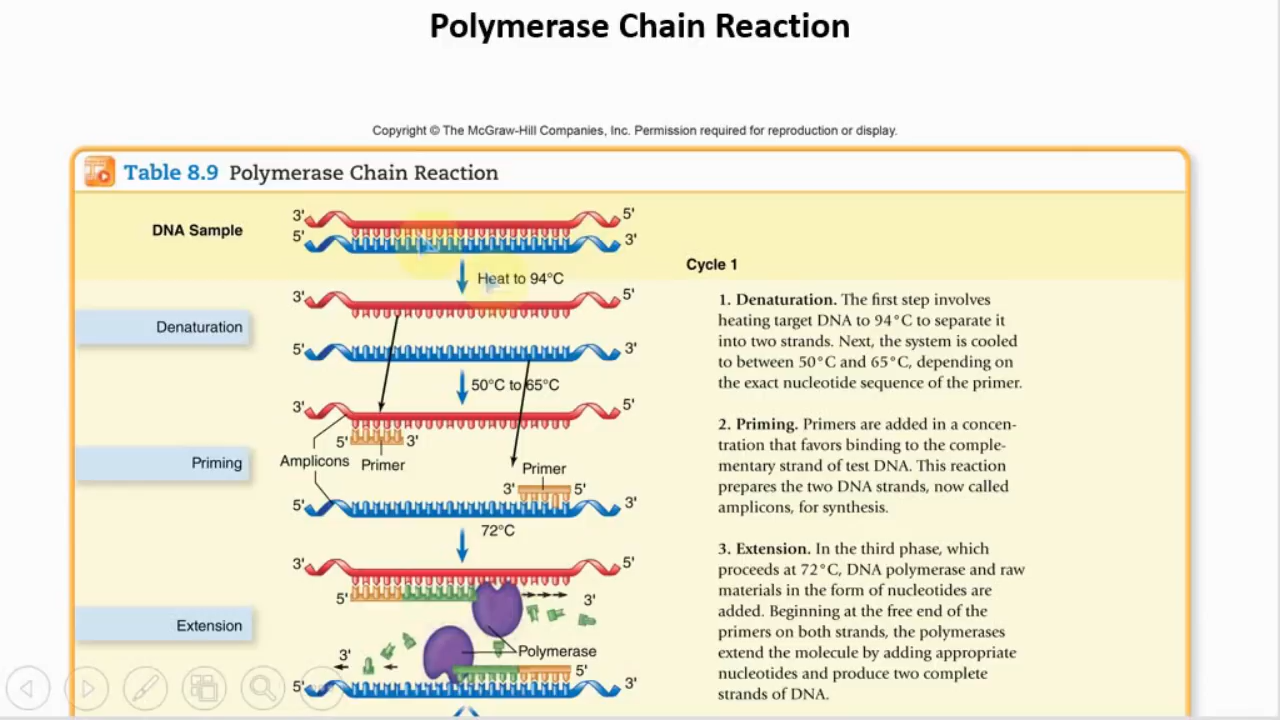 Polymerase Chain Reaction
Copyright © The McGraw-Hill Companies, Inc. Permission required for reproduction or display.
Table 8.9 Polymerase Chain Reaction
DNA Sample
3' 5'
5' 3'
Heat to 94°C
Denaturation
3' 5'
5' 3'
50°C to 65°C
Priming
3' 5'
5' 3'
Amplicons
Primer
Primer
3' 5'
5' 3'
72°C
Extension
3' 5'
5' 3'
Polymerase
3' 5'
5' 3'
Cycle 1
1. Denaturation. The first step involves
heating target DNA to 94°C to separate it
into two strands. Next, the system is cooled
to between 50°C and 65°C, depending on
the exact nucleotide sequence of the primer.
2. Priming. Primers are added in a concen-
tration that favors binding to the comple-
mentary strand of test DNA. This reaction
prepares the two DNA strands, now called
amplicons, for synthesis.
3. Extension. In the third phase, which
proceeds at 72°C, DNA polymerase and raw
materials in the form of nucleotides are
added. Beginning at the free end of the
primers on both strands, the polymerases
extend the molecule by adding appropriate
nucleotides and produce two complete
strands of DNA.